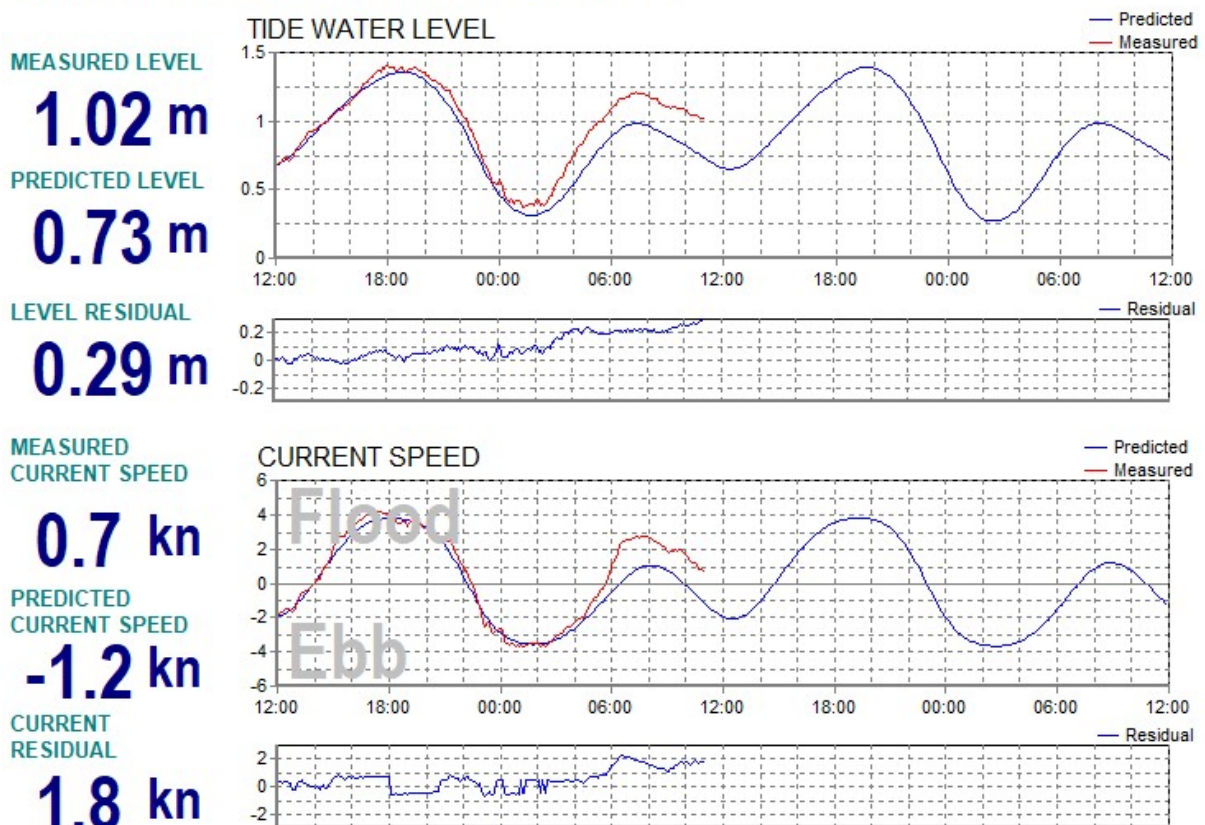 TIDE WATER LEVEL
Predicted
Measured
MEASURED LEVEL
1.02 m
PREDICTED LEVEL
0.73 m
1.5
1
0.5
0
12:00 18:00 00:00 06:00 12:00 18:00 00:00 06:00 12:00
LEVEL RESIDUAL
0.29 m
Residual
0.2
0
-0.2
MEASURED
CURRENT SPEED
0.7 kn
PREDICTED
CURRENT SPEED
-1.2 kn
CURRENT SPEED
Predicted
Measured
6
4
2
0
-2
-4
-6
Flood
Ebb
12:00 18:00 00:00 06:00 12:00 18:00 00:00 06:00 12:00
CURRENT
RESIDUAL
1.8 kn
Residual
2
0
-2